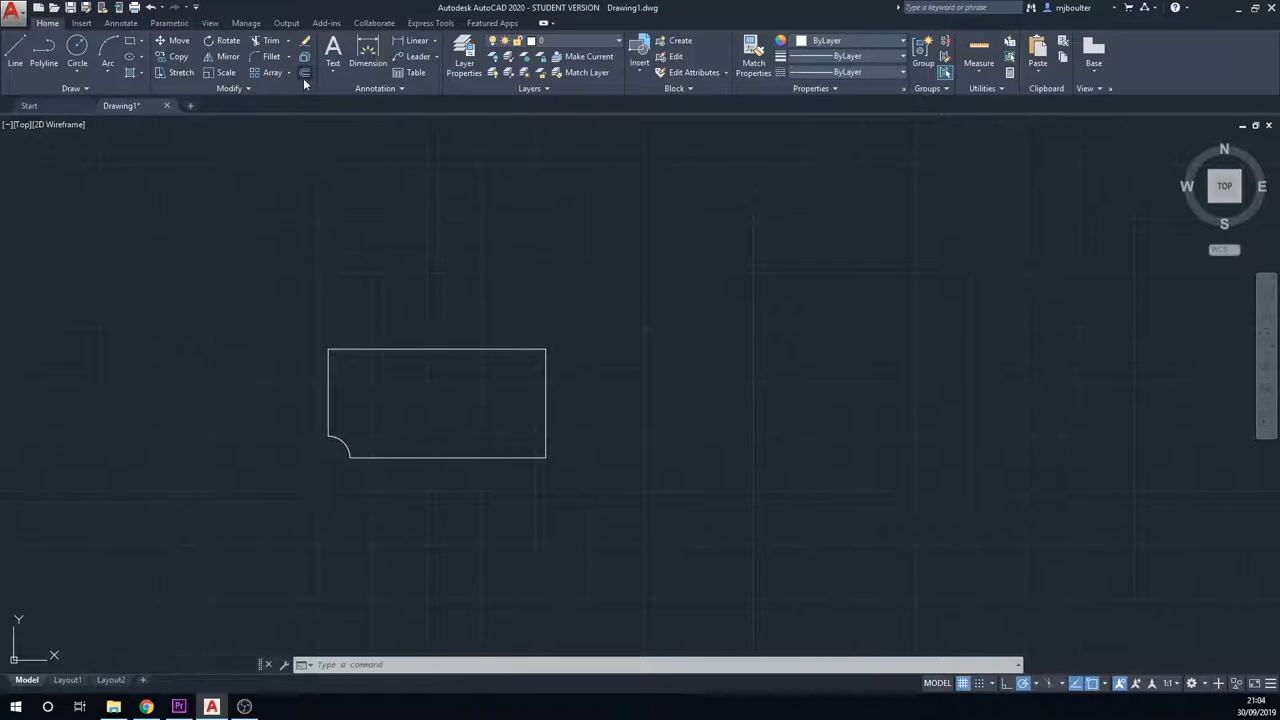 Autodesk AutoCAD 2020 - STUDENT VERSION Drawing1.dwg
Type a keyword or phrase
mjboulter
Home Insert Annotate Parametric View Manage Output Add-ins Collaborate Express Tools Featured Apps
Line Polyline Circle Arc
Move Rotate Trim
Copy Mirror Fillet
Stretch Scale Array
Text Dimension
Linear
Leader
Table
Layer Properties
0
Make Current
Match Layer
Insert
Create
Edit
Edit Attributes
Match Properties
ByLayer
ByLayer
ByLayer
Group
Measure
Paste
Base
Draw Modify Annotation Layers Block Properties Groups Utilities Clipboard View
Start Drawing1*
[−][Top][2D Wireframe]
N
W TOP E
S
WCS
Y
X
Type a command
Model Layout1 Layout2
MODEL
1:1
21:04
30/09/2019